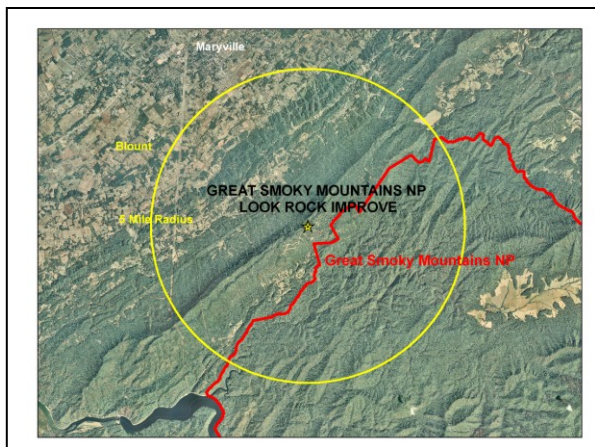 Maryville
Blount
GREAT SMOKY MOUNTAINS NP
LOOK ROCK IMPROVE
5 Mile Radius
Great Smoky Mountains NP